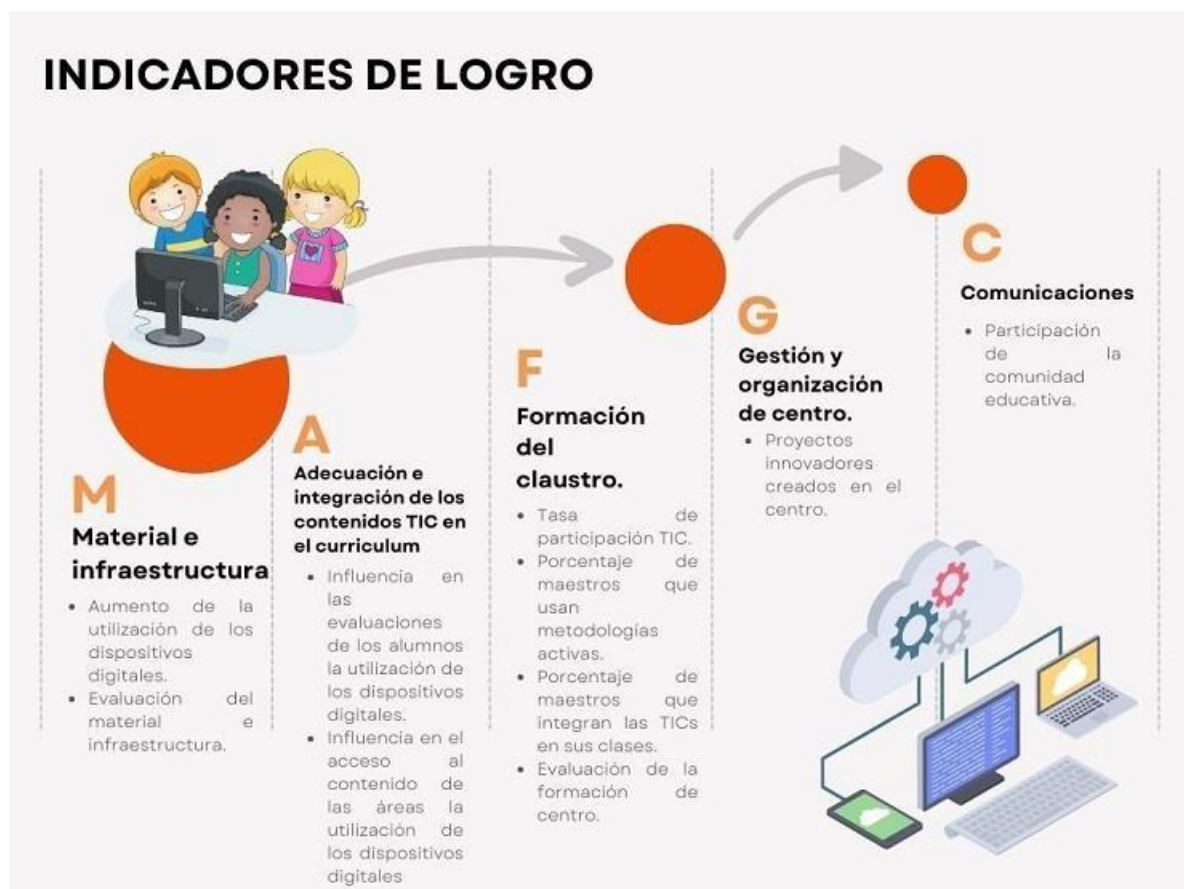 INDICADORES DE LOGRO
M
Material e
infraestructura
• Aumento de la
utilización de los
dispositivos
digitales.
• Evaluación del
material e
infraestructura.
A
Adecuación e
integración de los
contenidos TIC en
el curriculum
• Influencia en
las
evaluaciones
de los alumnos
la utilización de
los dispositivos
digitales.
• Influencia en el
acceso al
contenido de
las áreas la
utilización de
los dispositivos
digitales
F
Formación
del
claustro.
• Tasa de
participación TIC.
• Porcentaje de
maestros que
usan
metodologías
activas.
• Porcentaje de
maestros que
integran las TICs
en sus clases.
• Evaluación de la
formación de
centro.
G
Gestión y
organización
de centro.
• Proyectos
innovadores
creados en el
centro.
C
Comunicaciones
• Participación
de la
comunidad
educativa.